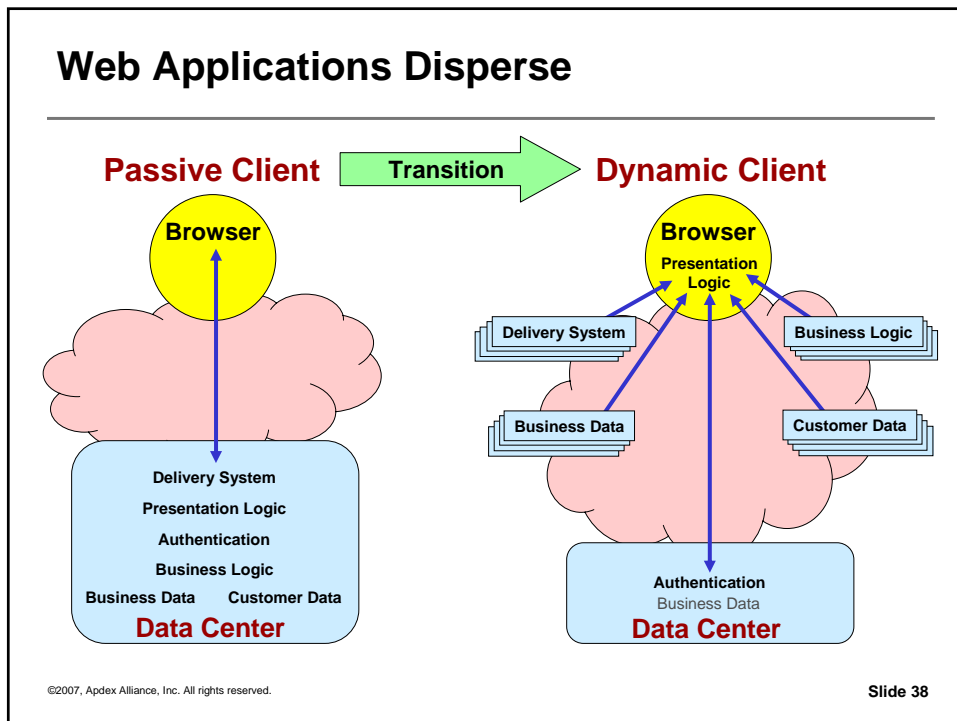 Web Applications Disperse
Passive Client
Transition
Dynamic Client
Browser
Browser
Presentation
Logic
Delivery System
Business Logic
Business Data
Customer Data
Delivery System
Presentation Logic
Authentication
Business Logic
Business Data Customer Data
Data Center
Authentication
Business Data
Data Center
©2007, Apdex Alliance, Inc. All rights reserved.
Slide 38